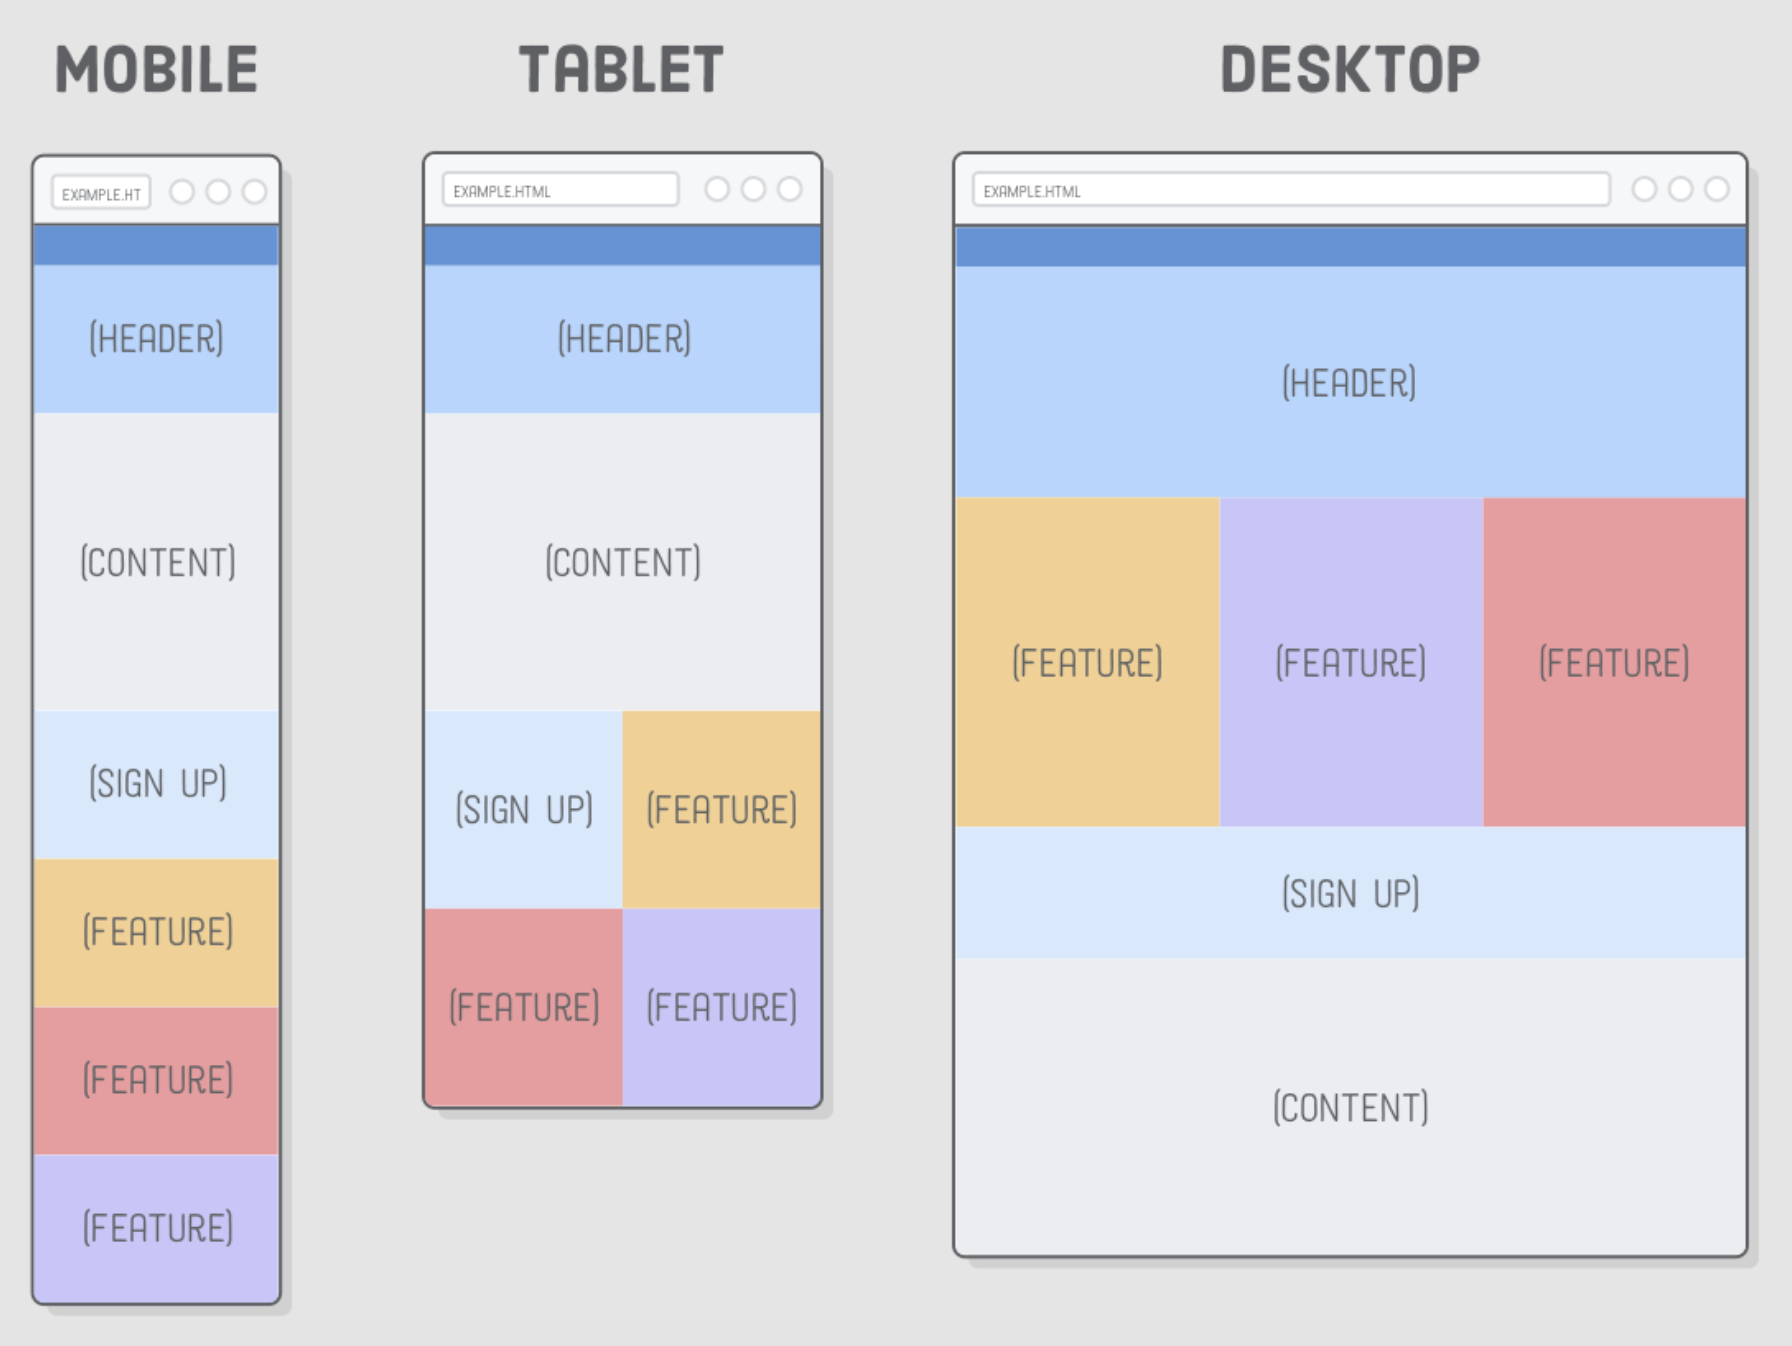 MOBILE
EXAMPLE.HT
(HEADER)
(CONTENT)
(SIGN UP)
(FEATURE)
(FEATURE)
(FEATURE)
TABLET
EXAMPLE.HTML
(HEADER)
(CONTENT)
(SIGN UP) (FEATURE)
(FEATURE) (FEATURE)
DESKTOP
EXAMPLE.HTML
(HEADER)
(FEATURE) (FEATURE) (FEATURE)
(SIGN UP)
(CONTENT)